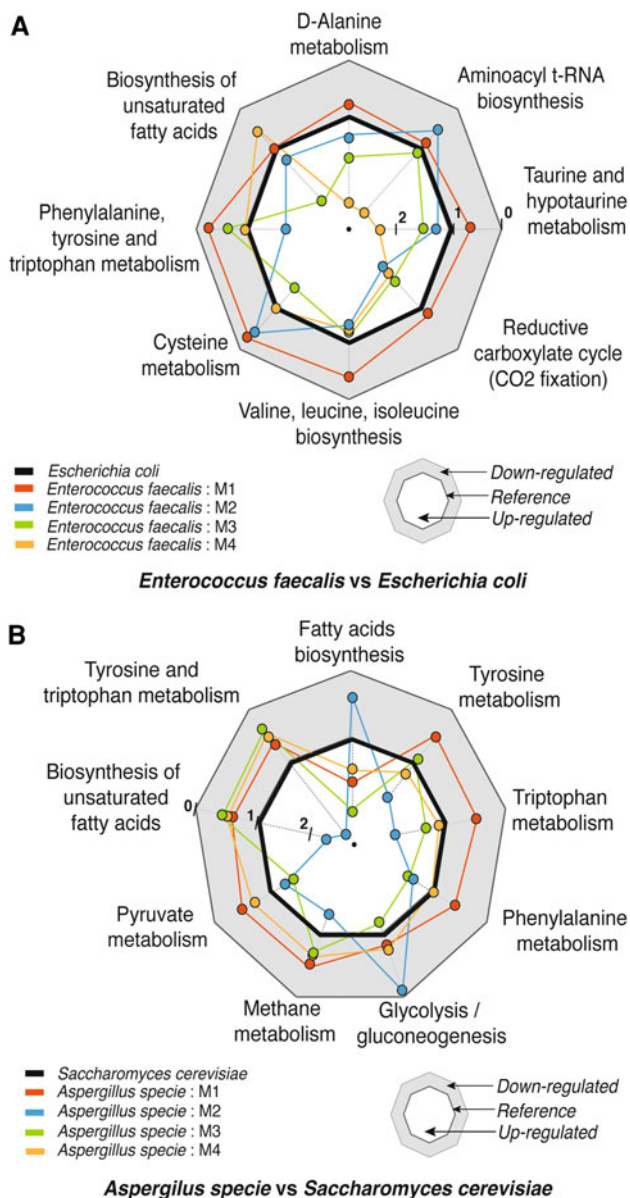 A
D-Alanine
metabolism
Biosynthesis of
unsaturated
fatty acids
Aminoacyl t-RNA
biosynthesis
Taurine and
hypotaurine
metabolism
2
1
0
Phenylalanine,
tyrosine and
triptophan metabolism
Cysteine
metabolism
Reductive
carboxylate cycle
(CO2 fixation)
Valine, leucine, isoleucine
biosynthesis
Escherichia coli
Enterococcus faecalis : M1
Enterococcus faecalis : M2
Enterococcus faecalis : M3
Enterococcus faecalis : M4
Down-regulated
Reference
Up-regulated
Enterococcus faecalis vs Escherichia coli
B
Fatty acids
biosynthesis
Tyrosine and
triptophan metabolism
Tyrosine
metabolism
Biosynthesis of
unsaturated
fatty acids
0
1
2
Triptophan
metabolism
Pyruvate
metabolism
Phenylalanine
metabolism
Methane
metabolism
Glycolysis /
gluconeogenesis
Saccharomyces cerevisiae
Aspergillus specie : M1
Aspergillus specie : M2
Aspergillus specie : M3
Aspergillus specie : M4
Down-regulated
Reference
Up-regulated
Aspergilus specie vs Saccharomyces cerevisiae